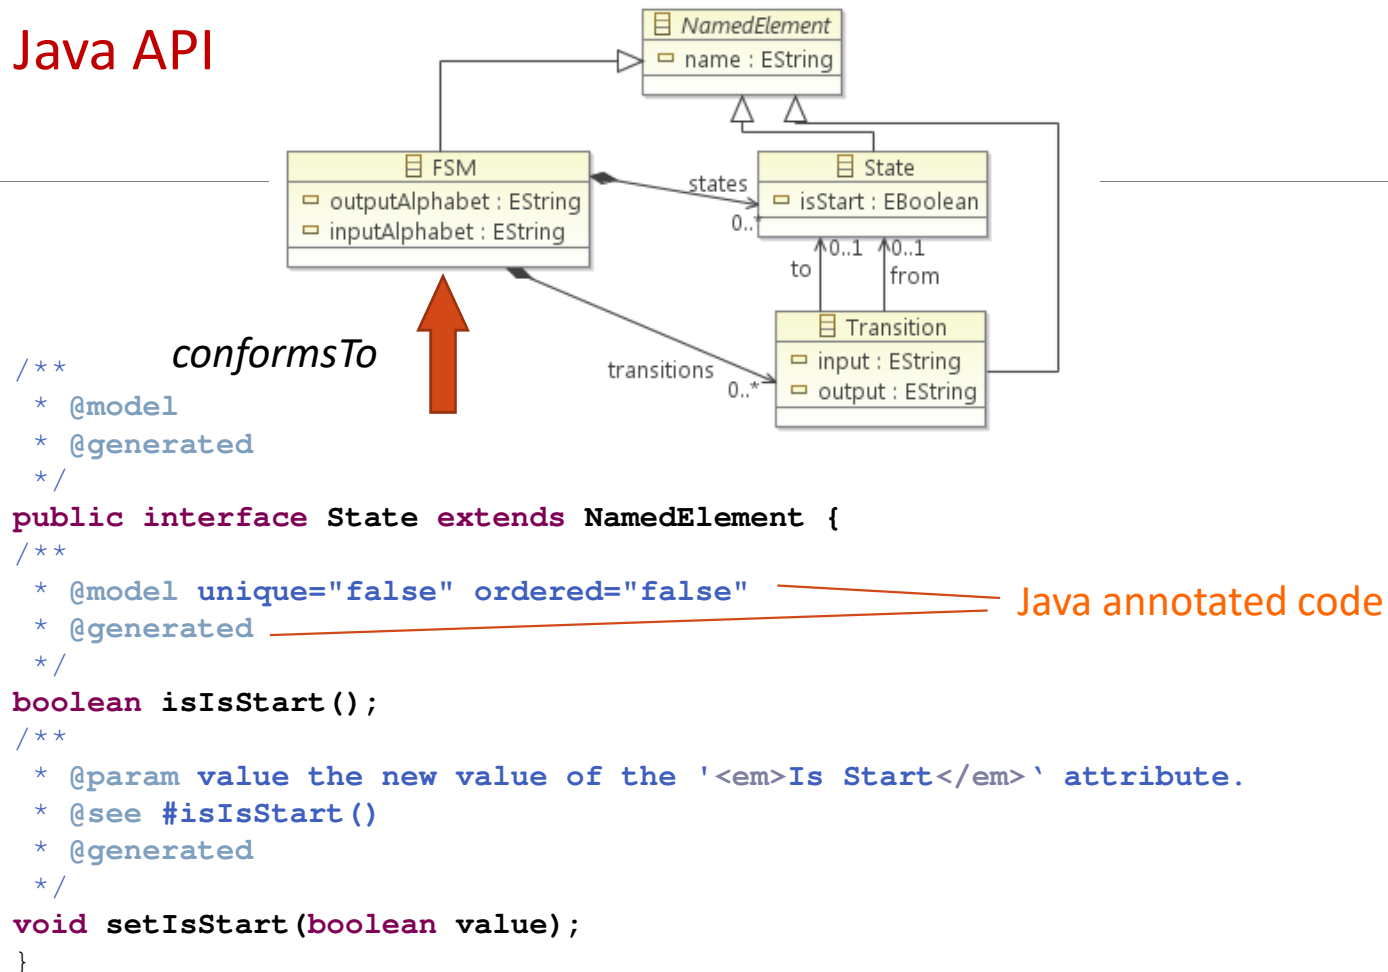 Java API
NamedElement
name : EString
FSM
outputAlphabet : EString
inputAlphabet : EString
states
0..*
State
isStart : EBoolean
to
0..1
0..1
from
Transition
input : EString
output : EString
transitions
0..*
conformsTo
/**
* @model
* @generated
*/
public interface State extends NamedElement {
/**
* @model unique="false" ordered="false"
* @generated
*/
Java annotated code
boolean isIsStart();
/**
* @param value the new value of the '<em>Is Start</em>‘ attribute.
* @see #isIsStart()
* @generated
*/
void setIsStart(boolean value);
}